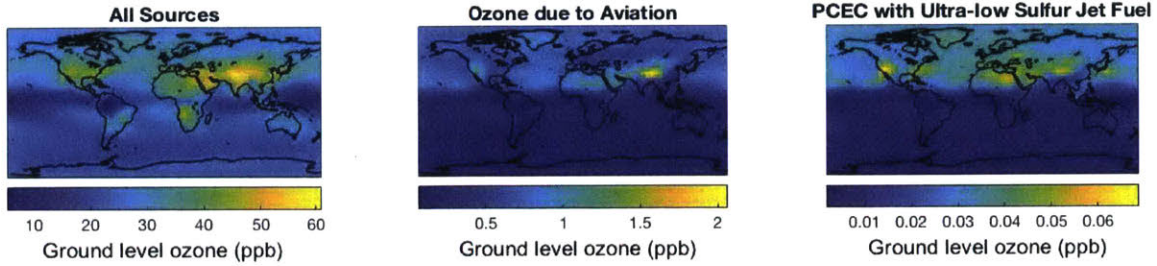 All Sources
10 20 30 40 50 60
Ground level ozone (ppb)
Ozone due to Aviation
0.5 1 1.5 2
Ground level ozone (ppb)
PCEC with Ultra-low Sulfur Jet Fuel
0.01 0.02 0.03 0.04 0.05 0.06
Ground level ozone (ppb)